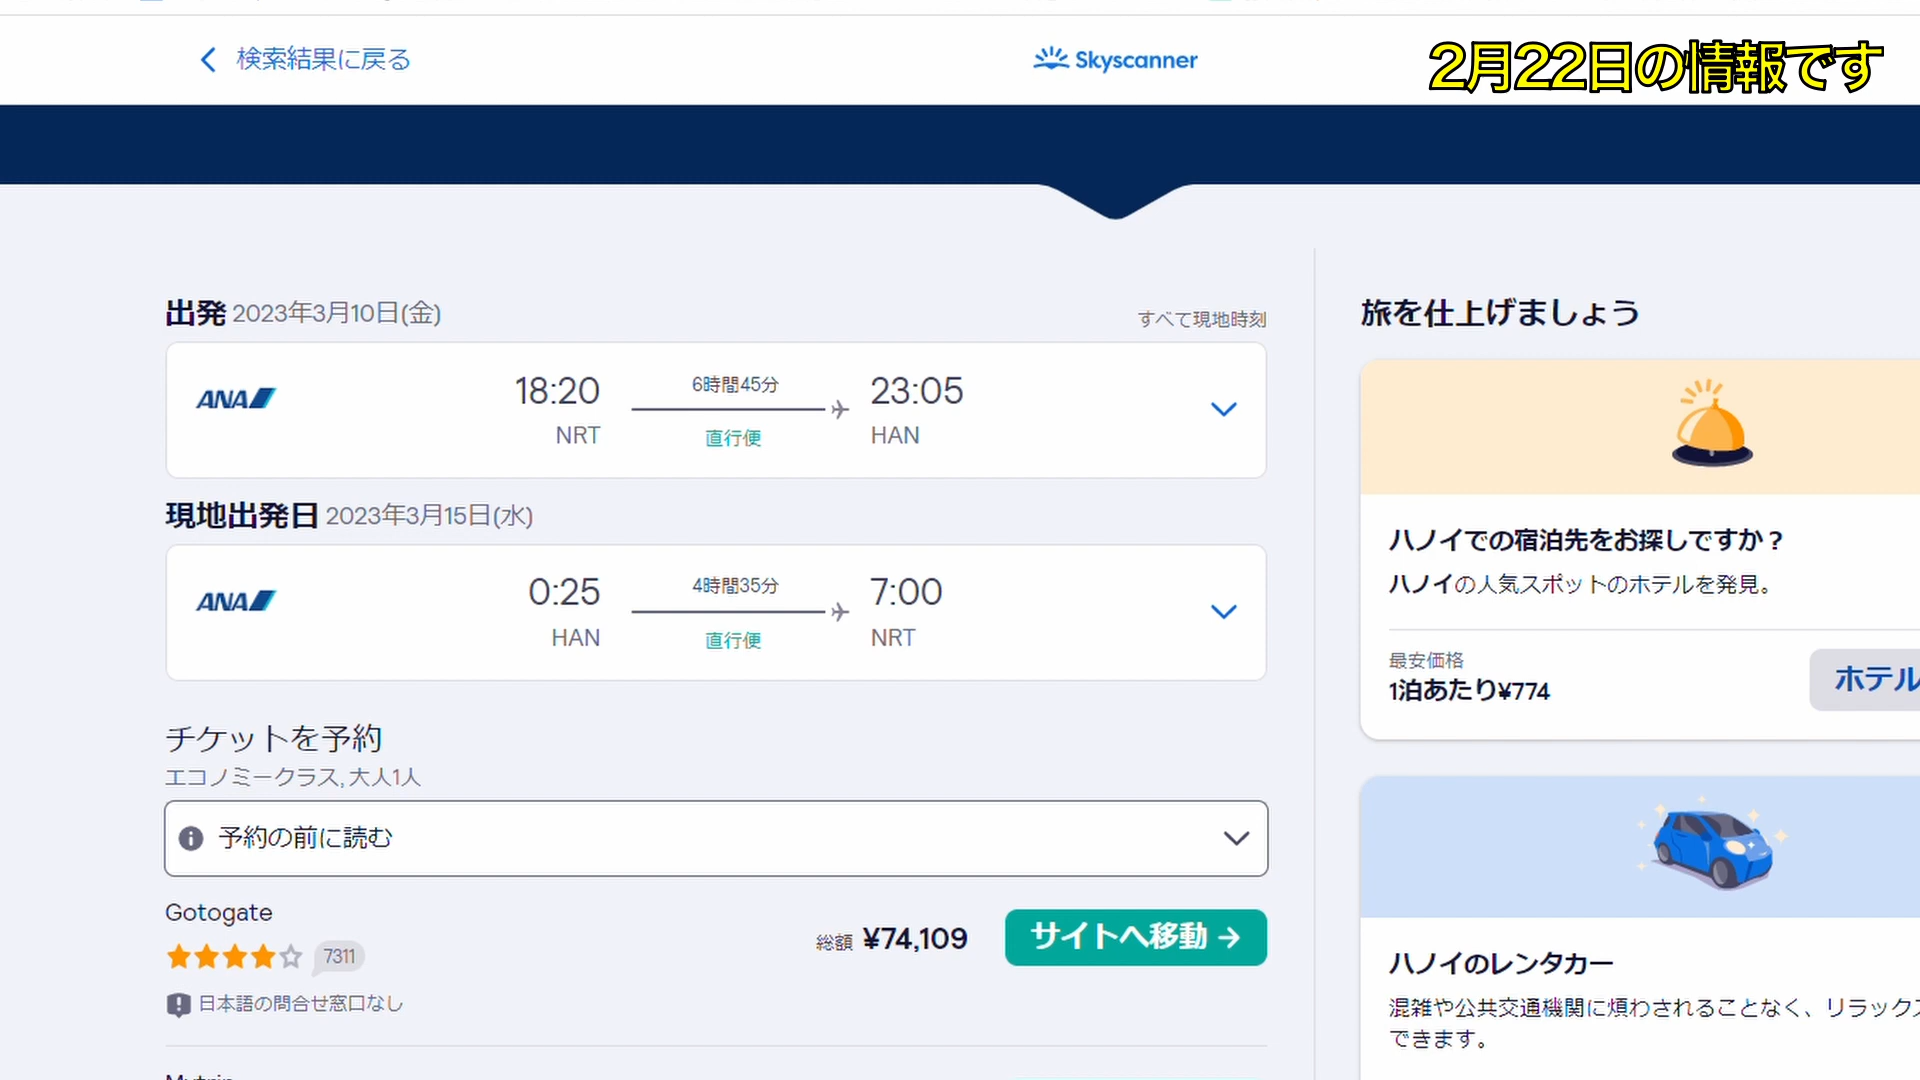 検索結果に戻る
Skyscanner
2月22日の情報です
出発 2023年3月10日(金)
すべて現地時刻
ANA
18:20
NRT
6時間45分
直行便
23:05
HAN
現地出発日 2023年3月15日(水)
ANA
0:25
HAN
4時間35分
直行便
7:00
NRT
チケットを予約
エコノミークラス, 大人1人
予約の前に読む
Gotogate
7311
総額 ¥74,109
サイトへ移動 →
日本語の問合せ窓口なし
旅を仕上げましょう
ハノイでの宿泊先をお探しですか？
ハノイの人気スポットのホテルを発見。
最安価格
1泊あたり¥774
ホテル
ハノイのレンタカー
混雑や公共交通機関に煩わされることなく、リラックス
できます。